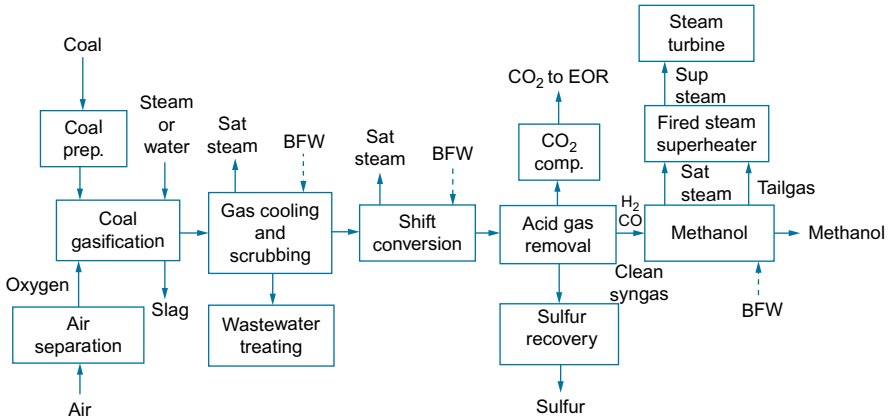 Steam
turbine
Coal
CO₂ to EOR
Sup
steam
Steam
or
water
Sat
steam
BFW
Sat
steam
BFW
Coal
prep.
CO₂
comp.
Fired steam
superheater
Sat
steam
Tailgas
Coal
gasification
Gas cooling
and
scrubbing
Shift
conversion
Acid gas
removal
H₂
CO
Methanol
Methanol
Oxygen
Slag
Clean
syngas
BFW
Air
separation
Wastewater
treating
Sulfur
recovery
Air
Sulfur